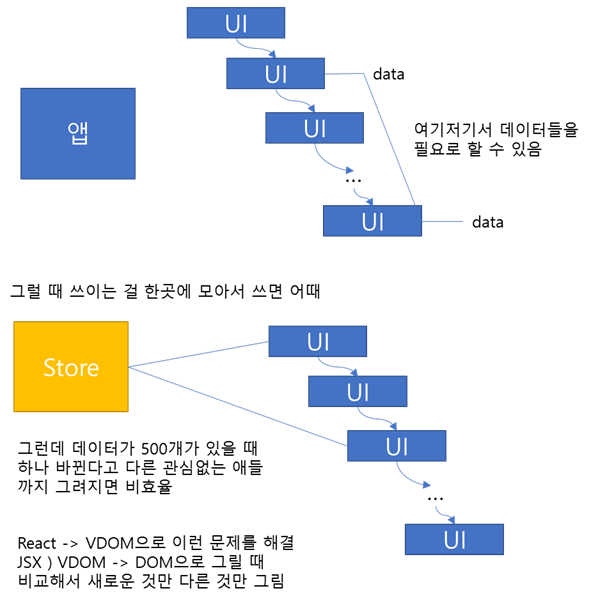 UI
UI
data
앱
UI
여기저기서 데이터들을
필요로 할 수 있음
...
UI
data
그럴 때 쓰이는 걸 한곳에 모아서 쓰면 어때
Store
UI
UI
UI
그런데 데이터가 500개가 있을 때
하나 바뀐다고 다른 관심없는 애들
까지 그려지면 비효율
...
UI
React -> VDOM으로 이런 문제를 해결
JSX ) VDOM -> DOM으로 그릴 때
비교해서 새로운 것만 다른 것만 그림